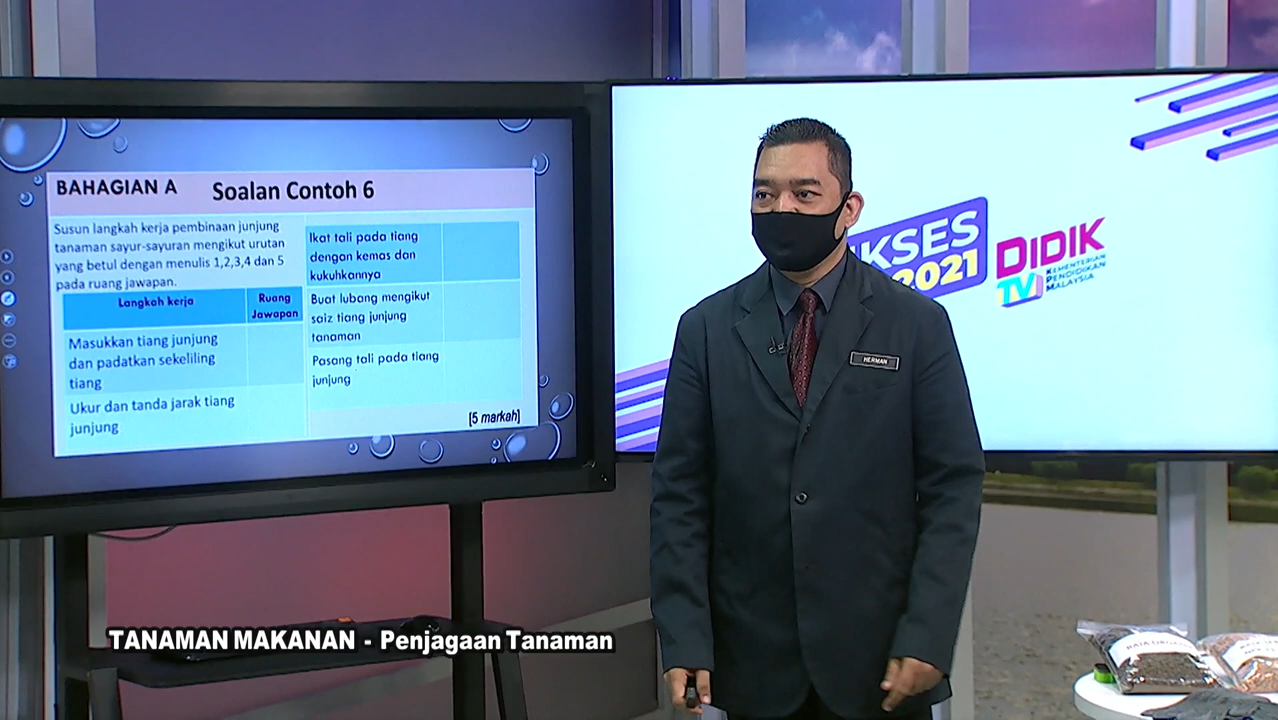 BAHAGIAN A
Soalan Contoh 6
Susun langkah kerja pembinaan junjung
tanaman sayur-sayuran mengikut urutan
yang betul dengan menulis 1,2,3,4 dan 5
pada ruang jawapan.
Langkah kerja
Ruang
Jawapan
Masukkan tiang junjung
dan padatkan sekeliling
tiang
Ukur dan tanda jarak tiang
junjung
Ikat tali pada tiang
dengan kemas dan
kukuhkannya
Buat lubang mengikut
saiz tiang junjung
tanaman
Pasang tali pada tiang
junjung
[5 markah]
2021
DIDIK
TV
KEMENTERIAN
PENDIDIKAN
MALAYSIA
HERMAN
TANAMAN MAKANAN - Penjagaan Tanaman